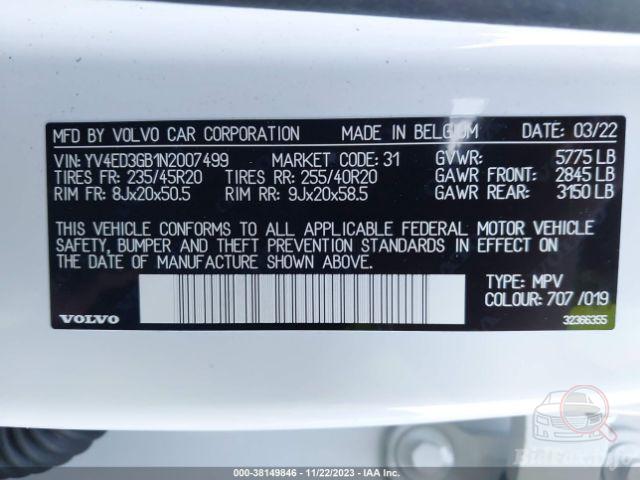 MFD BY VOLVO CAR CORPORATION MADE IN BELGIUM DATE: 03/22
VIN: YV4ED3GB1N2007499 MARKET CODE: 31 GVWR: 5775 LB
TIRES FR: 235/45R20 TIRES RR: 255/40R20 GAWR FRONT: 2845 LB
RIM FR: 8Jx20x50.5 RIM RR: 9Jx20x58.5 GAWR REAR: 3150 LB
THIS VEHICLE CONFORMS TO ALL APPLICABLE FEDERAL MOTOR VEHICLE
SAFETY, BUMPER AND THEFT PREVENTION STANDARDS IN EFFECT ON
THE DATE OF MANUFACTURE SHOWN ABOVE.
TYPE: MPV
COLOUR: 707 /019
VOLVO
32366355
000-38149846 - 11/22/2023 - IAA Inc.